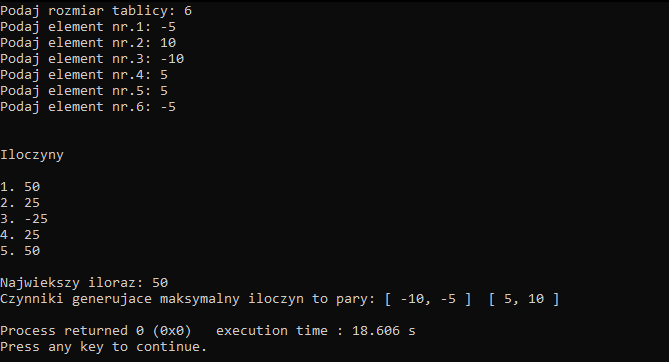 Podaj rozmiar tablicy: 6
Podaj element nr.1: -5
Podaj element nr.2: 10
Podaj element nr.3: -10
Podaj element nr.4: 5
Podaj element nr.5: 5
Podaj element nr.6: -5
Iloczyny
1. 50
2. 25
3. -25
4. 25
5. 50
Najwiekszy iloraz: 50
Czynniki generujace maksymalny iloczyn to pary: [ -10, -5 ]  [ 5, 10 ]
Process returned 0 (0x0)   execution time : 18.606 s
Press any key to continue.